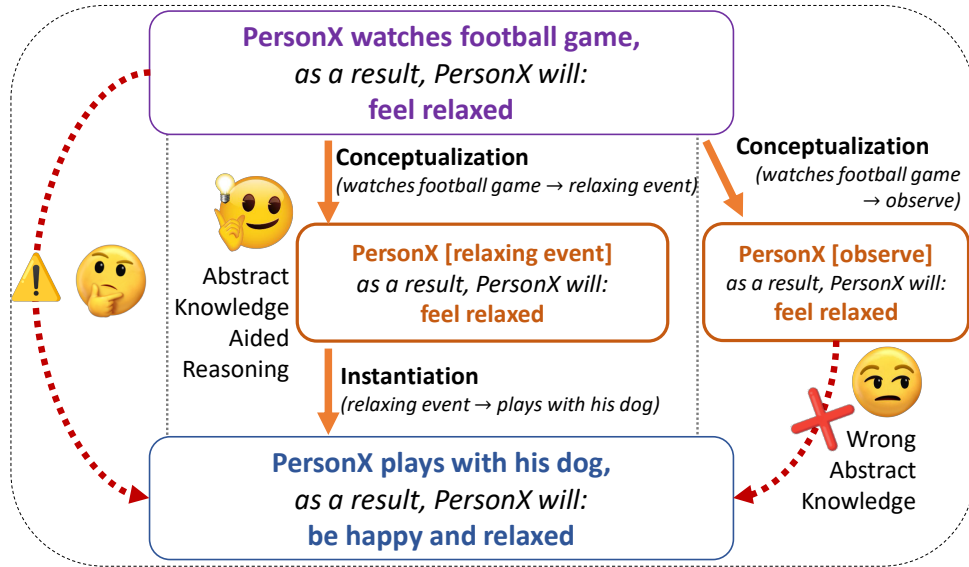 PersonX watches football game,
as a result, PersonX will:
feel relaxed
Conceptualization
(watches football game → relaxing event)
Conceptualization
(watches football game
→ observe)
Abstract
Knowledge
Aided
Reasoning
PersonX [relaxing event]
as a result, PersonX will:
feel relaxed
PersonX [observe]
as a result, PersonX will:
feel relaxed
Instantiation
(relaxing event → plays with his dog)
Wrong
Abstract
Knowledge
PersonX plays with his dog,
as a result, PersonX will:
be happy and relaxed